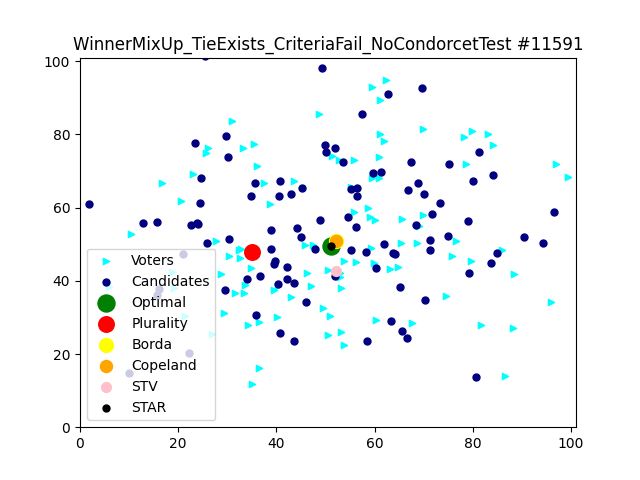 WinnerMixUp_TieExists_CriteriaFail_NoCondorcetTest #11591
100
80
60
40
20
0
Voters
Candidates
Optimal
Plurality
Borda
Copeland
STV
STAR
0 20 40 60 80 100